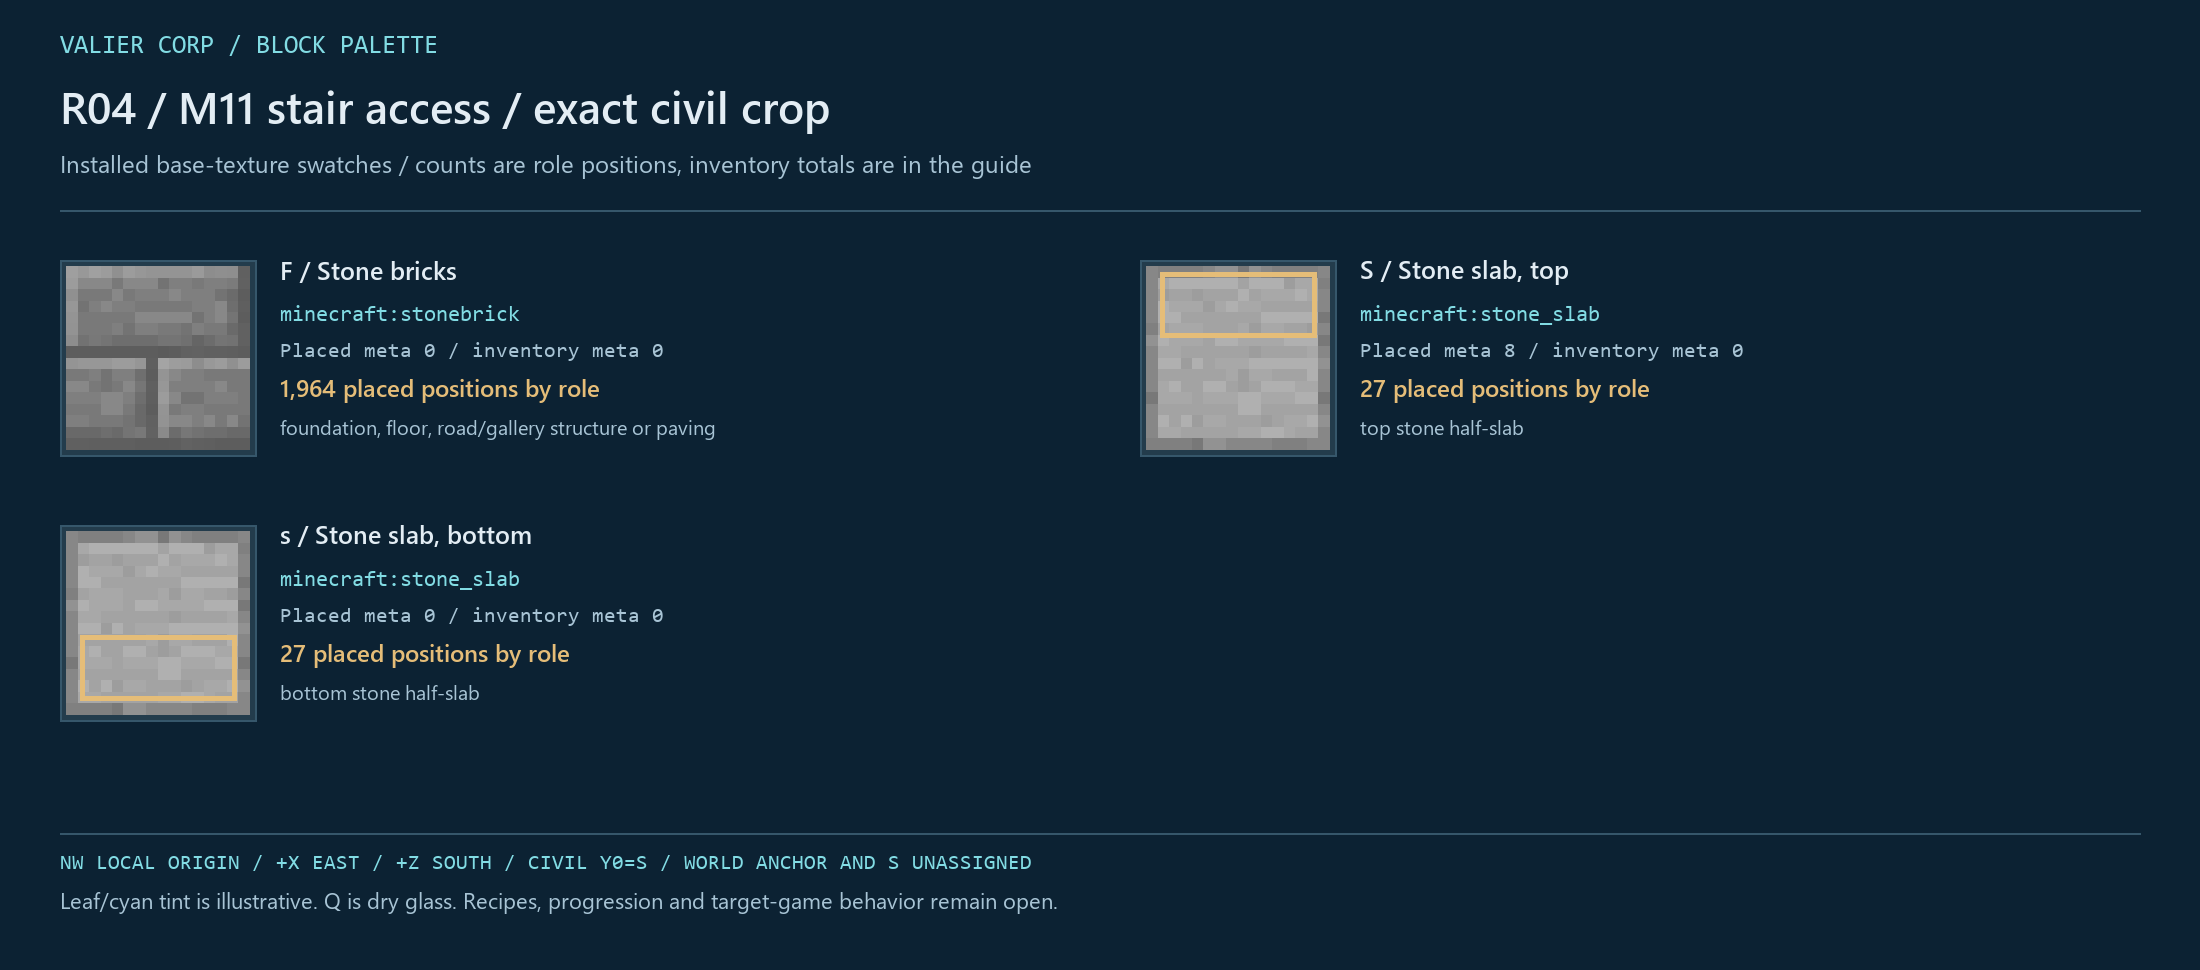 VALIER CORP / BLOCK PALETTE
R04 / M11 stair access / exact civil crop
Installed base-texture swatches / counts are role positions, inventory totals are in the guide
F / Stone bricks
minecraft:stonebrick
Placed meta 0 / inventory meta 0
1,964 placed positions by role
foundation, floor, road/gallery structure or paving
S / Stone slab, top
minecraft:stone_slab
Placed meta 8 / inventory meta 0
27 placed positions by role
top stone half-slab
s / Stone slab, bottom
minecraft:stone_slab
Placed meta 0 / inventory meta 0
27 placed positions by role
bottom stone half-slab
NW LOCAL ORIGIN / +X EAST / +Z SOUTH / CIVIL Y0=S / WORLD ANCHOR AND S UNASSIGNED
Leaf/cyan tint is illustrative. Q is dry glass. Recipes, progression and target-game behavior remain open.